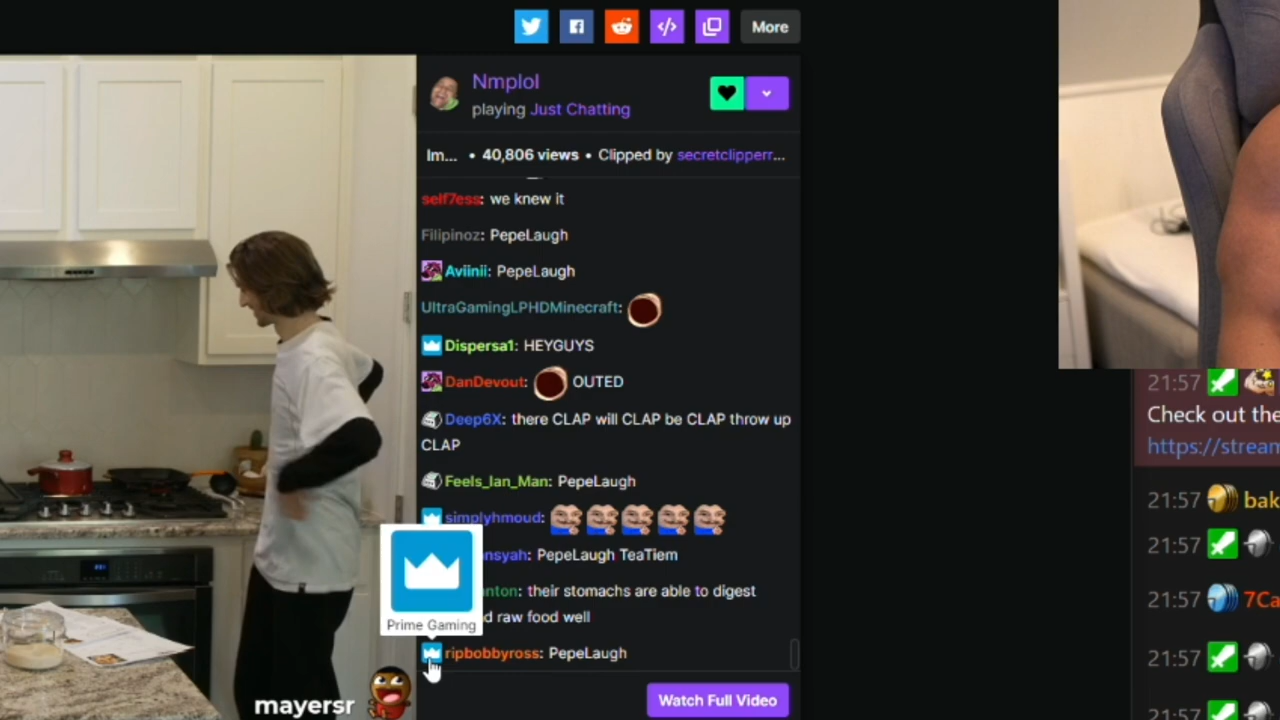 More
Nmplol
playing Just Chatting
Im... • 40,806 views • Clipped by secretclipperr...
self7ess: we knew it
Filipinoz: PepeLaugh
Aviinii: PepeLaugh
UltraGamingLPHDMinecraft:
Dispersa1: HEYGUYS
DanDevout: OUTED
Deep6X: there CLAP will CLAP be CLAP throw up
CLAP
Feels_Ian_Man: PepeLaugh
simplyhmoud:
nsyah: PepeLaugh TeaTiem
nton: their stomachs are able to digest
d raw food well
Prime Gaming
ripbobbyross: PepeLaugh
Watch Full Video
mayersr
21:57
Check out the
https://stream
21:57 bak
21:57
21:57 7Ca
21:57
21:57